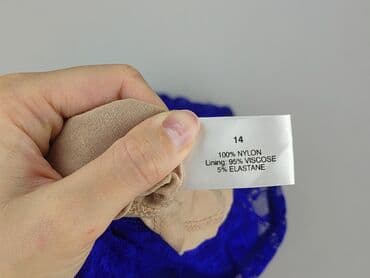 14
100% NYLON
Lining: 95% VISCOSE
5% ELASTANE